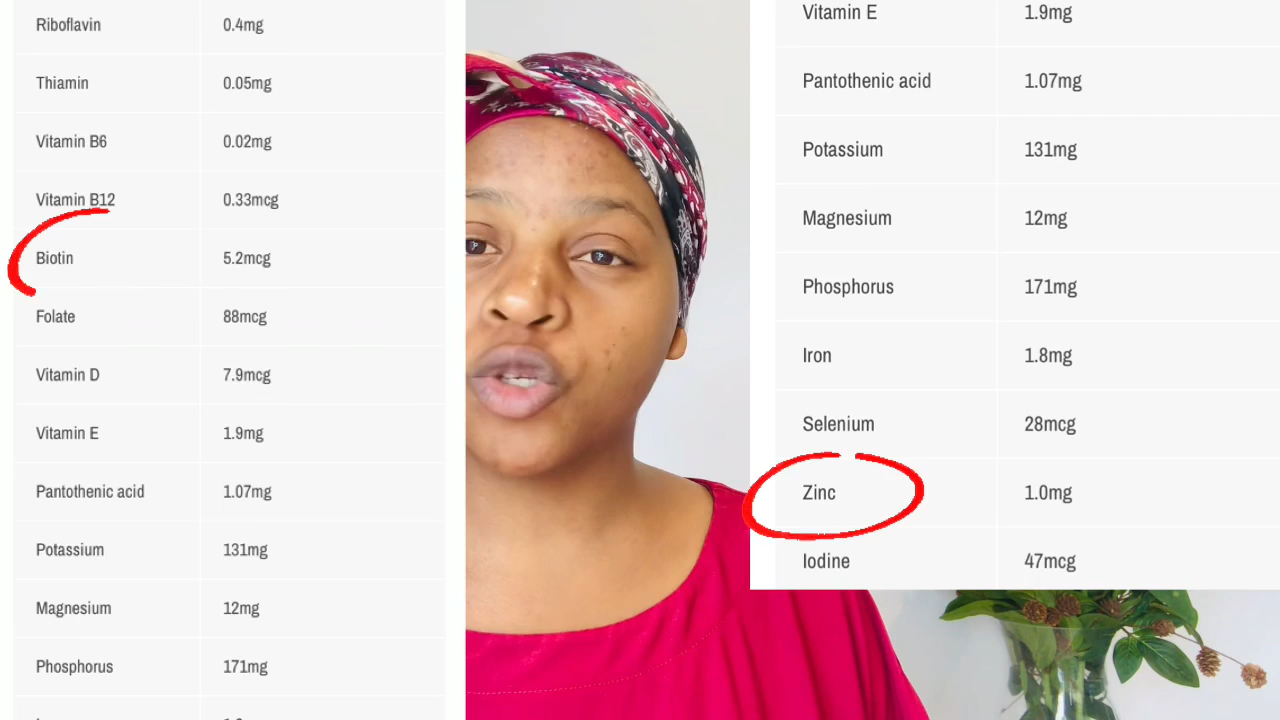 Riboflavin 0.4mg
Thiamin 0.05mg
Vitamin B6 0.02mg
Vitamin B12 0.33mcg
Biotin 5.2mcg
Folate 88mcg
Vitamin D 7.9mcg
Vitamin E 1.9mg
Pantothenic acid 1.07mg
Potassium 131mg
Magnesium 12mg
Phosphorus 171mg
Vitamin E 1.9mg
Pantothenic acid 1.07mg
Potassium 131mg
Magnesium 12mg
Phosphorus 171mg
Iron 1.8mg
Selenium 28mcg
Zinc 1.0mg
Iodine 47mcg